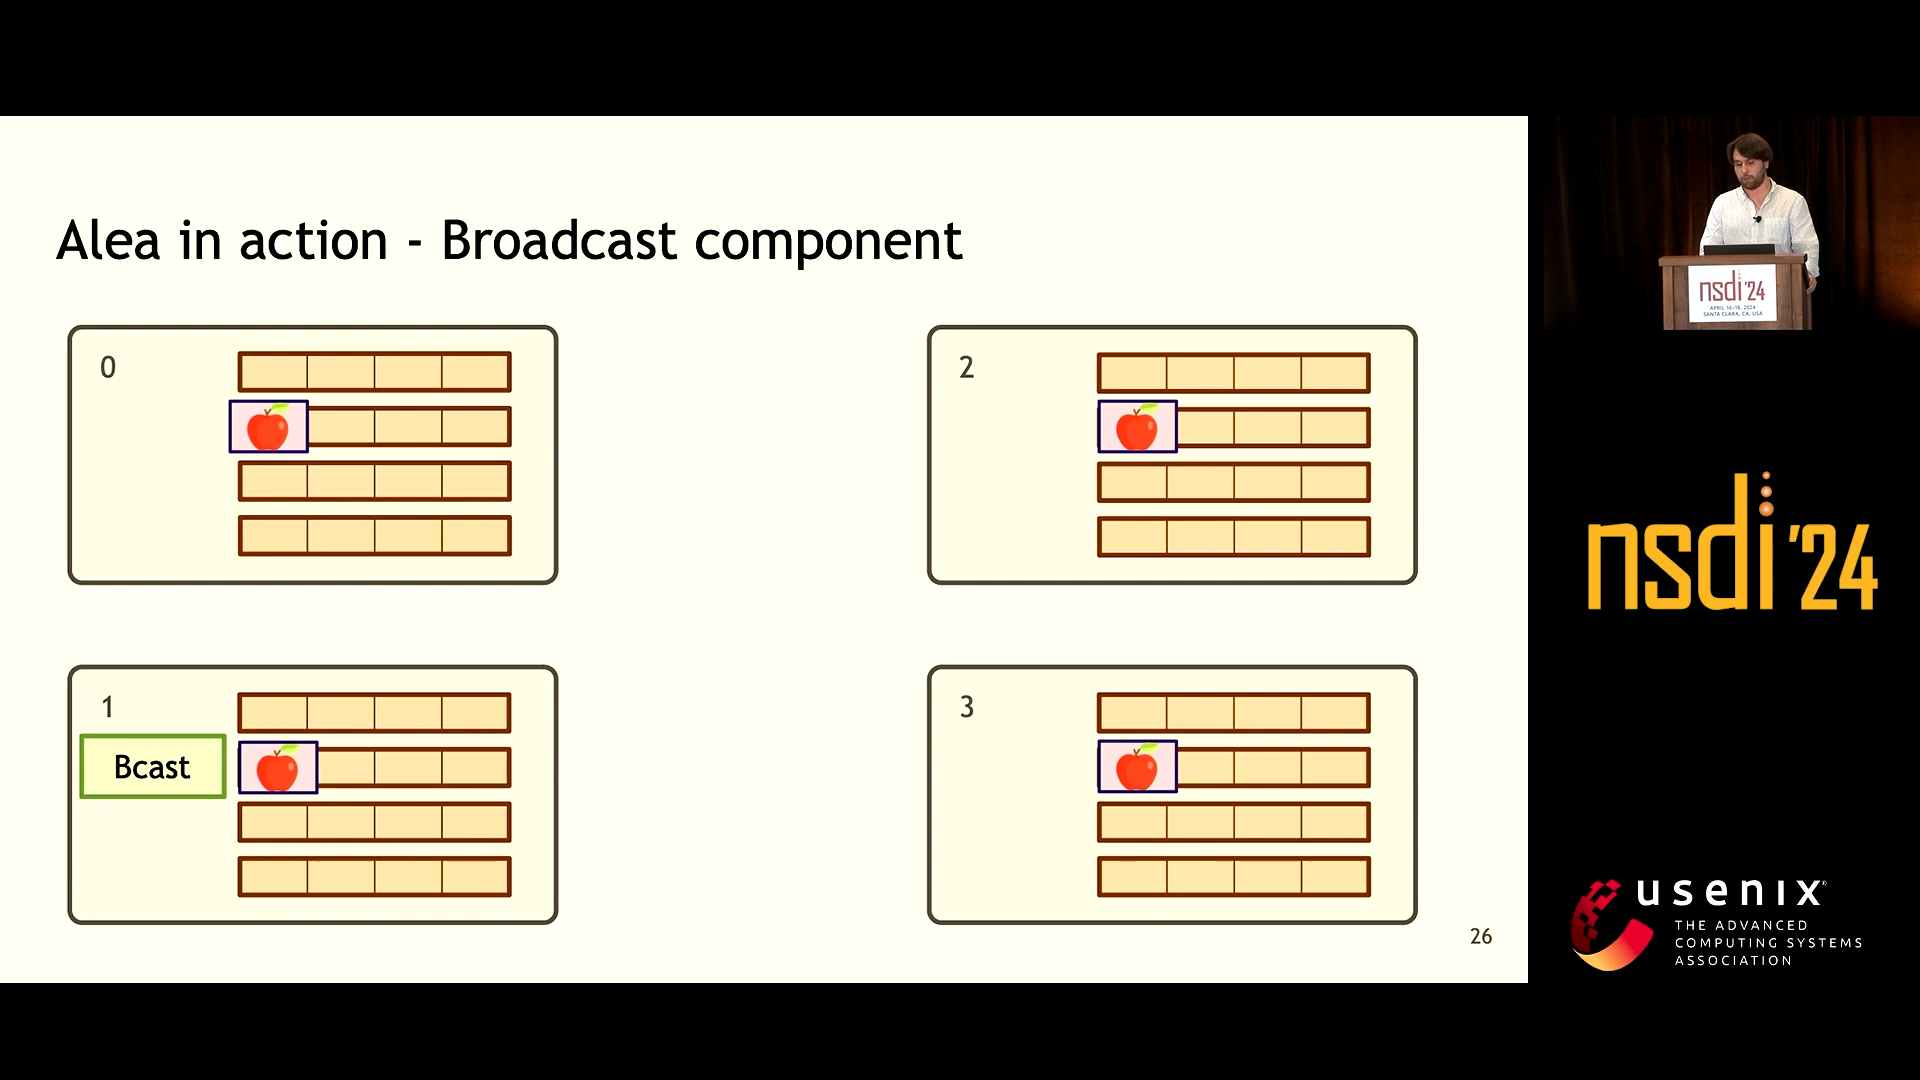 Alea in action - Broadcast component
0
2
1
Bcast
3
26
nsdi'24
APRIL 16-18, 2024
SANTA CLARA, CA, USA
nsdi'24
usenix®
THE ADVANCED
COMPUTING SYSTEMS
ASSOCIATION